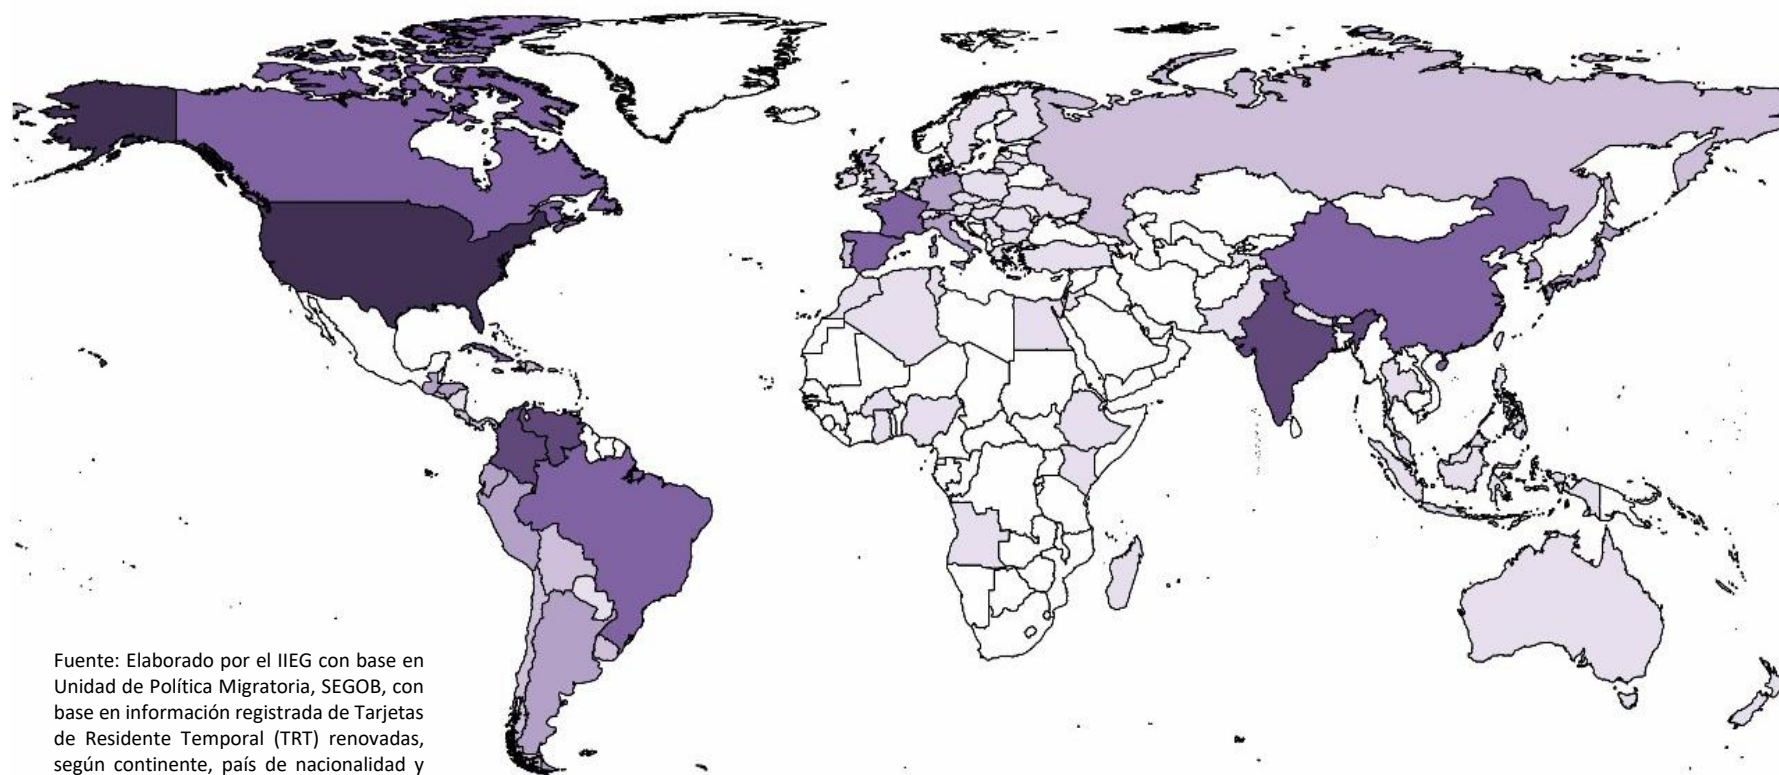 Fuente: Elaborado por el IIEG con base en
Unidad de Política Migratoria, SEGOB, con
base en información registrada de Tarjetas
de Residente Temporal (TRT) renovadas,
según continente, país de nacionalidad y